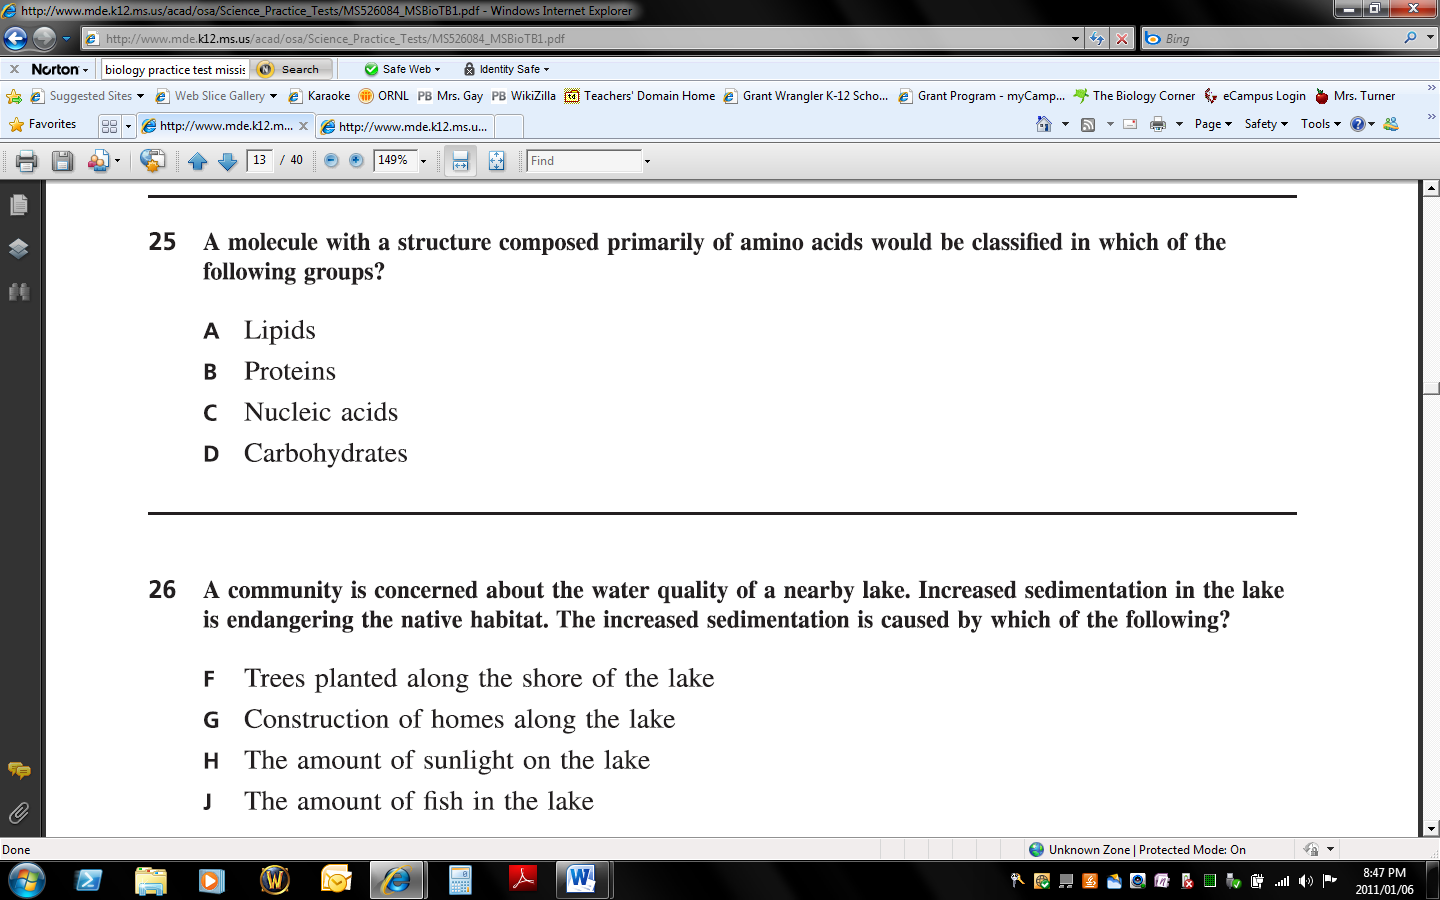 http://www.mde.k12.ms.us/acad/osa/Science_Practice_Tests/MS526084_MSBioTB1.pdf - Windows Internet Explorer
http://www.mde.k12.ms.us/acad/osa/Science_Practice_Tests/MS526084_MSBioTB1.pdf
Bing
x Norton biology practice test missis Search Safe Web Identity Safe
Suggested Sites Web Slice Gallery Karaoke ORNL PB Mrs. Gay PB WikiZilla td Teachers' Domain Home Grant Wrangler K-12 Scho... Grant Program - myCamp... The Biology Corner eCampus Login Mrs. Turner
Favorites http://www.mde.k12.m... x http://www.mde.k12.ms.u... Page Safety Tools
13 / 40 149% Find
25 A molecule with a structure composed primarily of amino acids would be classified in which of the
following groups?
A Lipids
B Proteins
C Nucleic acids
D Carbohydrates
26 A community is concerned about the water quality of a nearby lake. Increased sedimentation in the lake
is endangering the native habitat. The increased sedimentation is caused by which of the following?
F Trees planted along the shore of the lake
G Construction of homes along the lake
H The amount of sunlight on the lake
J The amount of fish in the lake
Done Unknown Zone | Protected Mode: On
8:47 PM
2011/01/06